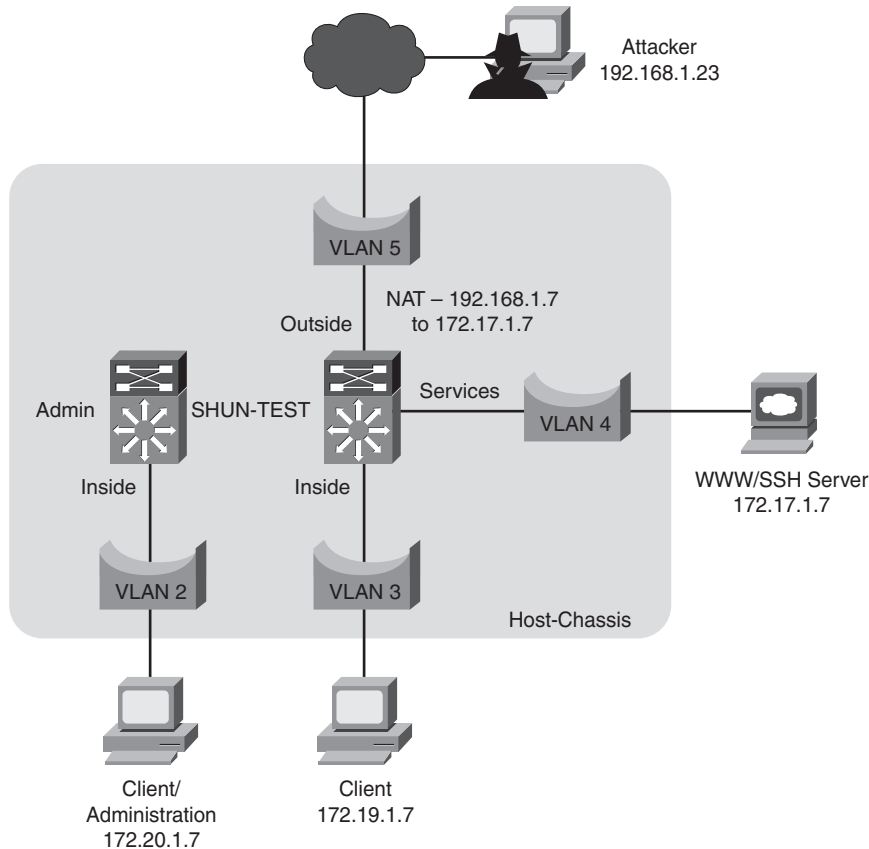 Attacker
192.168.1.23
VLAN 5
NAT – 192.168.1.7
to 172.17.1.7
Outside
Services
Admin
SHUN-TEST
VLAN 4
Inside
Inside
WWW/SSH Server
172.17.1.7
VLAN 2
VLAN 3
Host-Chassis
Client/
Administration
172.20.1.7
Client
172.19.1.7